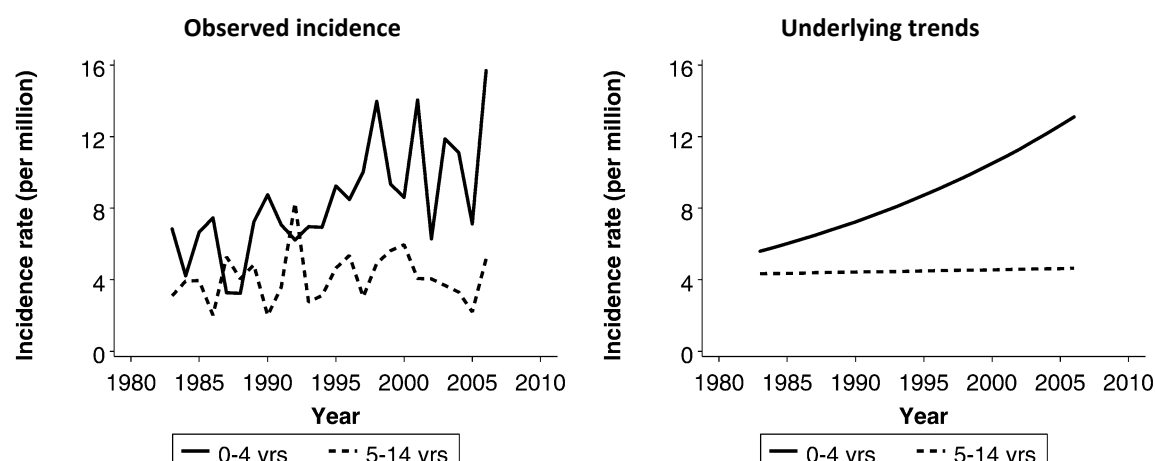 Observed incidence
Incidence rate (per million)
16
12
8
4
0
1980 1985 1990 1995 2000 2005 2010
Year
0-4 yrs 5-14 yrs
Underlying trends
Incidence rate (per million)
16
12
8
4
0
1980 1985 1990 1995 2000 2005 2010
Year
0-4 yrs 5-14 yrs